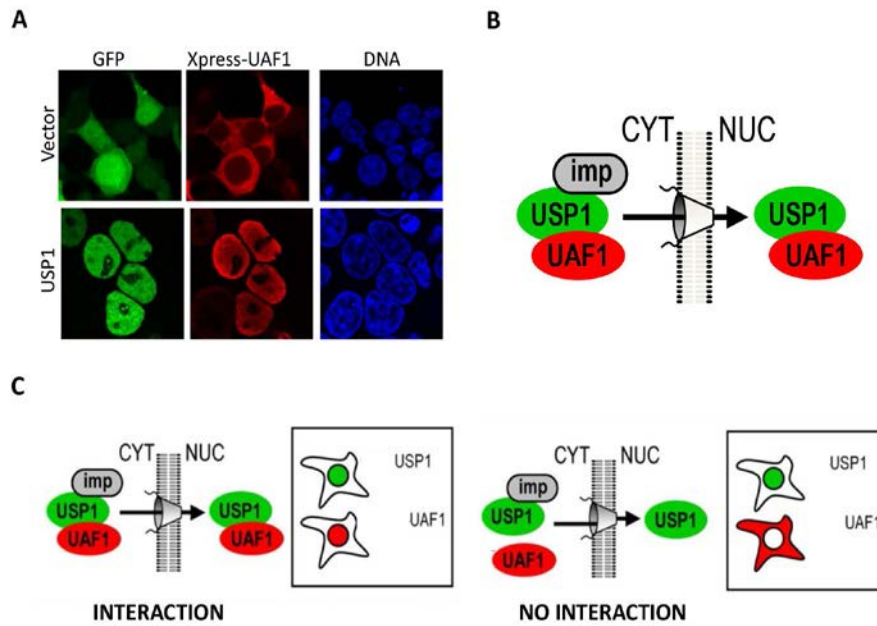 A
GFP Xpress-UAF1 DNA
Vector
USP1
B
CYT NUC
imp
USP1 USP1
UAF1 UAF1
C
CYT NUC
imp
USP1 USP1
UAF1 UAF1
USP1
UAF1
INTERACTION
CYT NUC
imp
USP1 USP1
UAF1
USP1
UAF1
NO INTERACTION